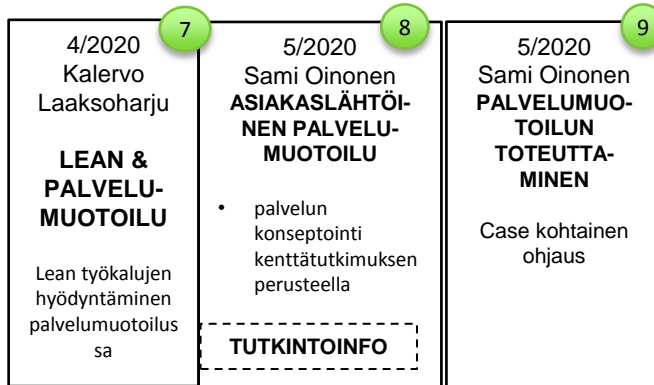 7
4/2020
Kalervo
Laaksoharju
LEAN &
PALVELU-
MUOTOILU
Lean työkalujen
hyödyntäminen
palvelumuotoilus
sa
8
5/2020
Sami Oinonen
ASIAKASLÄHTÖI-
NEN PALVELU-
MUOTOILU
• palvelun
konseptointi
kenttätutkimuksen
perusteella
TUTKINTOINFO
9
5/2020
Sami Oinonen
PALVELUMUO-
TOILUN
TOTEUTTA-
MINEN
Case kohtainen
ohjaus